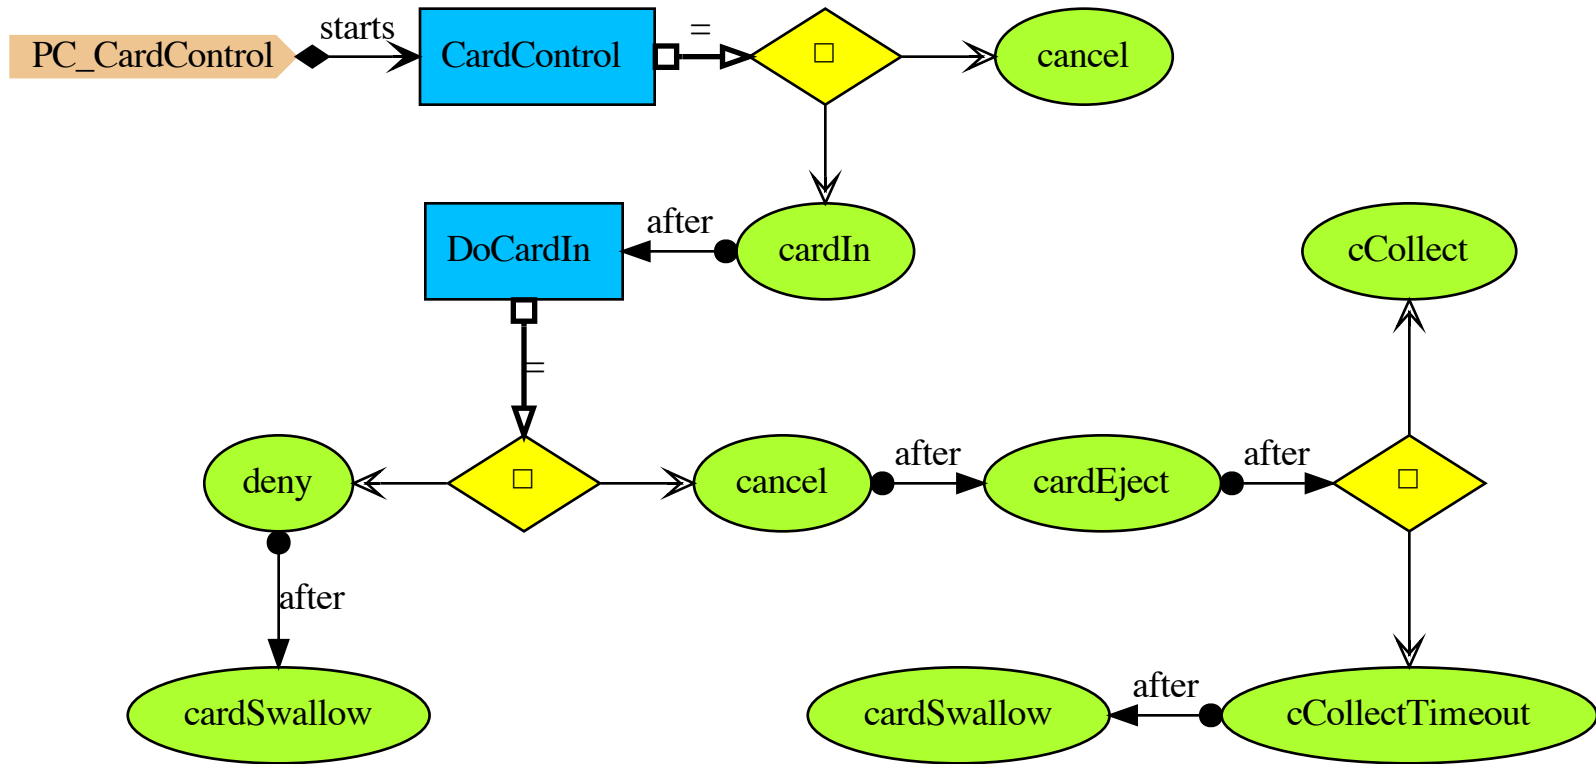 starts
PC_CardControl
CardControl
=
□
cancel
after
DoCardIn
cardIn
cCollect
=
after
after
deny
□
cancel
cardEject
□
after
after
cardSwallow
cardSwallow
cCollectTimeout